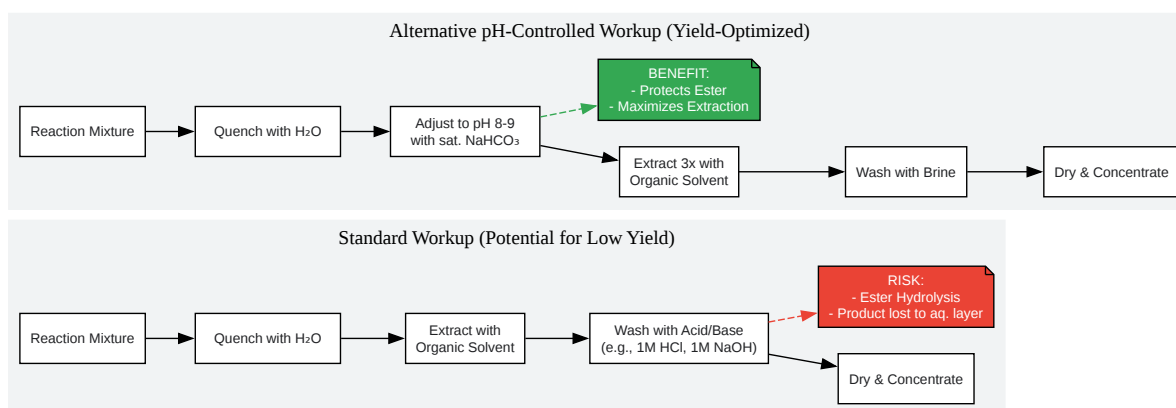 Alternative pH-Controlled Workup (Yield-Optimized)
BENEFIT:
- Protects Ester
- Maximizes Extraction
Reaction Mixture
Quench with H₂O
Adjust to pH 8-9
with sat. NaHCO₃
Extract 3x with
Organic Solvent
Wash with Brine
Dry & Concentrate
Standard Workup (Potential for Low Yield)
RISK:
- Ester Hydrolysis
- Product lost to aq. layer
Reaction Mixture
Quench with H₂O
Extract with
Organic Solvent
Wash with Acid/Base
(e.g., 1M HCl, 1M NaOH)
Dry & Concentrate